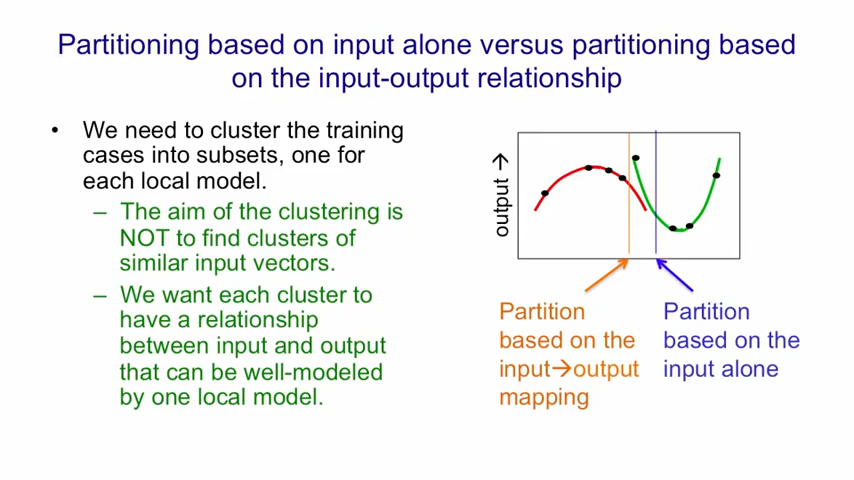 Partitioning based on input alone versus partitioning based
on the input-output relationship
• We need to cluster the training
cases into subsets, one for
each local model.
– The aim of the clustering is
NOT to find clusters of
similar input vectors.
– We want each cluster to
have a relationship
between input and output
that can be well-modeled
by one local model.
output →
Partition
based on the
input→output
mapping
Partition
based on the
input alone